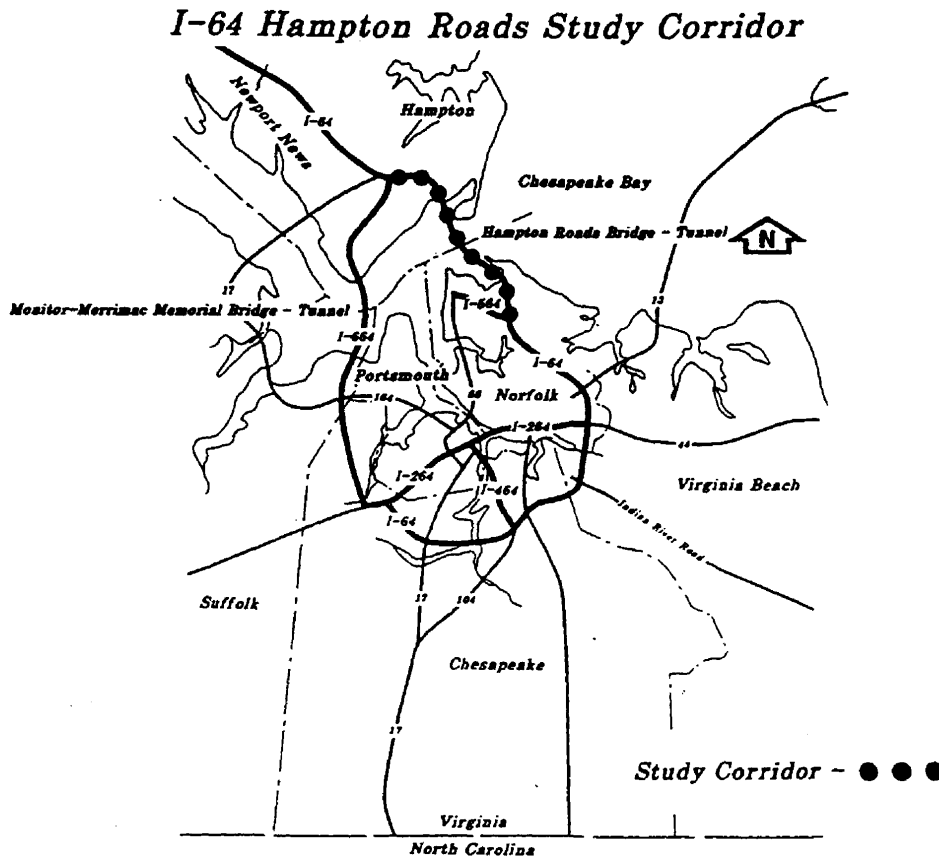 I-64 Hampton Roads Study Corridor
Newport News
I-64
Hampton
Chesapeake Bay
Hampton Roads Bridge - Tunnel
N
17
13
I-564
Monitor-Merrimac Memorial Bridge - Tunnel
I-664
I-64
Portsmouth
164
Norfolk
I-264
44
I-264
I-464
Virginia Beach
I-64
Indian River Road
Suffolk
17
104
Chesapeake
17
Study Corridor -
Virginia
North Carolina